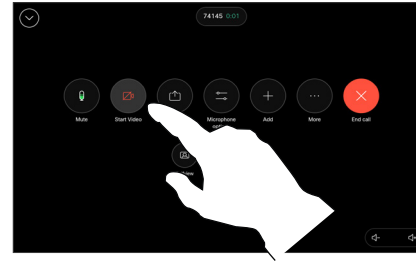 74145 0:01
Mute
Start Video
Microphone
Add
More
End call